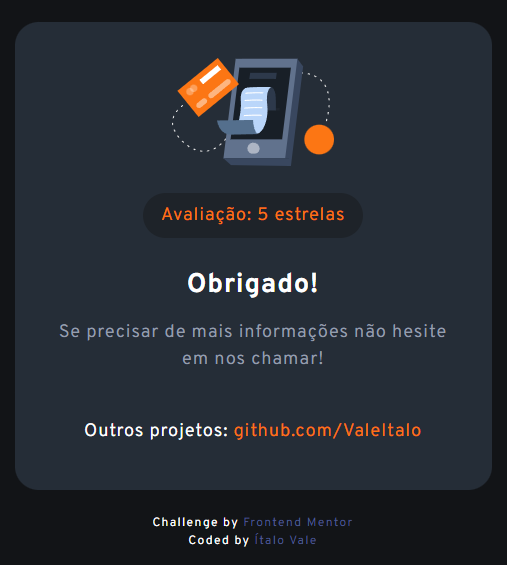 Avaliação: 5 estrelas
Obrigado!
Se precisar de mais informações não hesite
em nos chamar!
Outros projetos: github.com/ValeItalo
Challenge by Frontend Mentor
Coded by Ítalo Vale